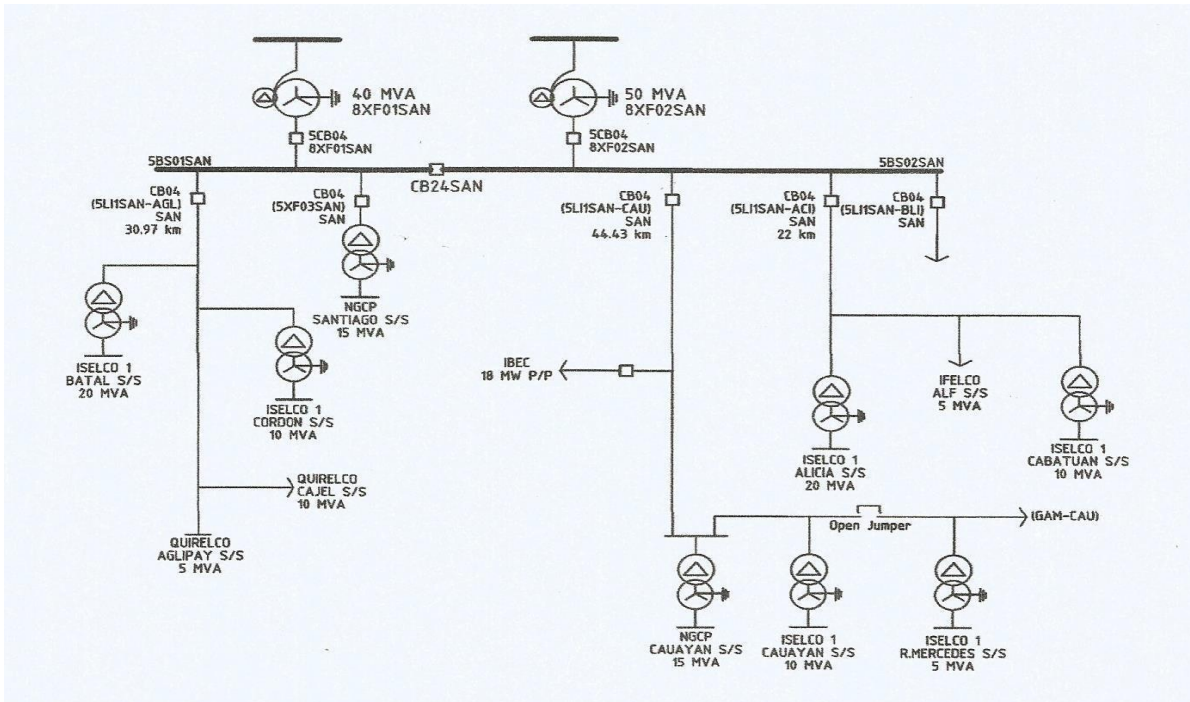 40 MVA
8XF01SAN
50 MVA
8XF02SAN
5CB04
8XF01SAN
5CB04
8XF02SAN
5BS01SAN
5BS02SAN
CB24SAN
CB04
(5LI1SAN-AGL)
SAN
30.97 km
CB04
(5XF03SAN)
SAN
CB04
(5LI1SAN-CAU)
SAN
44.43 km
CB04
(5LI1SAN-ACI)
SAN
22 km
CB04
(5LI1SAN-BLI)
SAN
NGCP
SANTIAGO S/S
15 MVA
ISELCO 1
BATAL S/S
20 MVA
ISELCO 1
CORDON S/S
10 MVA
IBEC
18 MW P/P
IFELCO
ALF S/S
5 MVA
ISELCO 1
ALICIA S/S
20 MVA
ISELCO 1
CABATUAN S/S
10 MVA
QUIRELCO
CAJEL S/S
10 MVA
QUIRELCO
AGLIPAY S/S
5 MVA
Open Jumper
(GAM-CAU)
NGCP
CAUAYAN S/S
15 MVA
ISELCO 1
CAUAYAN S/S
10 MVA
ISELCO 1
R.MERCEDES S/S
5 MVA